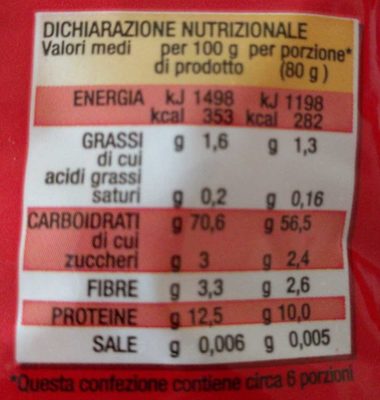 DICHIARAZIONE NUTRIZIONALE
Valori medi per 100 g per porzione*
di prodotto (80 g)
ENERGIA kJ 1498 kJ 1198
kcal 353 kcal 282
GRASSI g 1,6 g 1,3
di cui
acidi grassi
saturi g 0,2 g 0,16
CARBOIDRATI g 70,6 g 56,5
di cui
zuccheri g 3 g 2,4
FIBRE g 3,3 g 2,6
PROTEINE g 12,5 g 10,0
SALE g 0,006 g 0,005
*Questa confezione contiene circa 6 porzioni